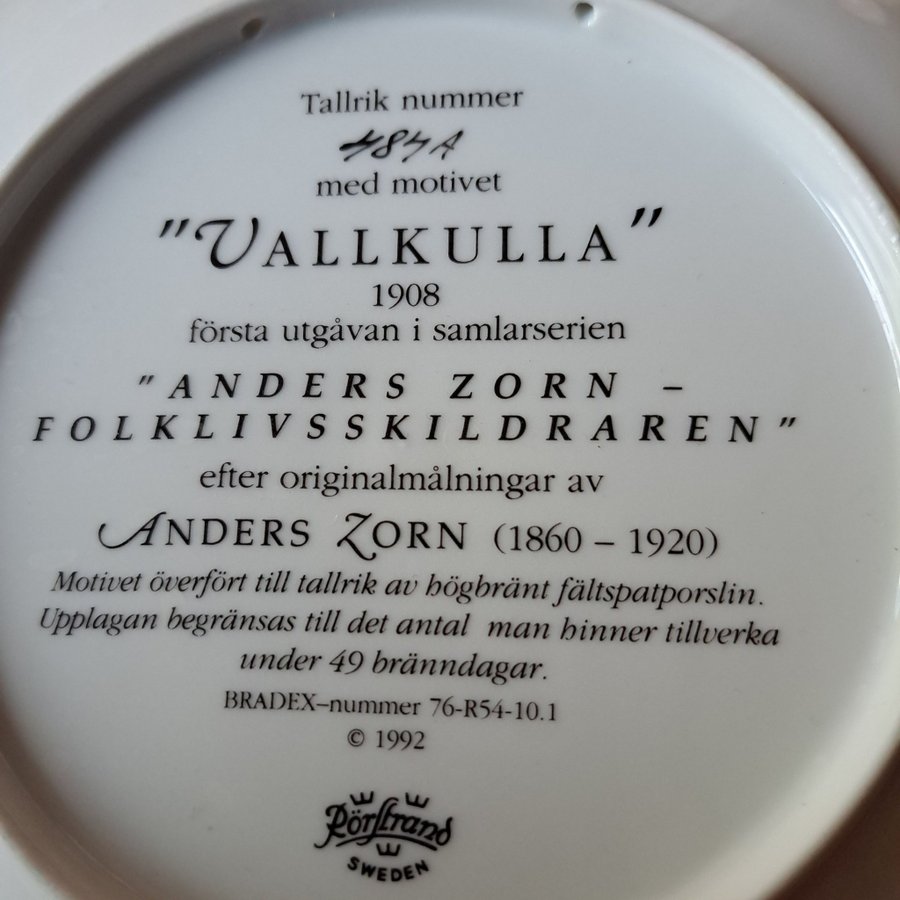 Tallrik nummer
484A
med motivet
"VALLKULLA"
1908
första utgåvan i samlarserien
"ANDERS ZORN –
FOLKLIVSSKILDRAREN"
efter originalmålningar av
ANDERS ZORN (1860 – 1920)
Motivet överfört till tallrik av högbränt fältspatporslin.
Upplagan begränsas till det antal man hinner tillverka
under 49 bränndagar.
BRADEX–nummer 76-R54-10.1
© 1992
Rörstrand
SWEDEN